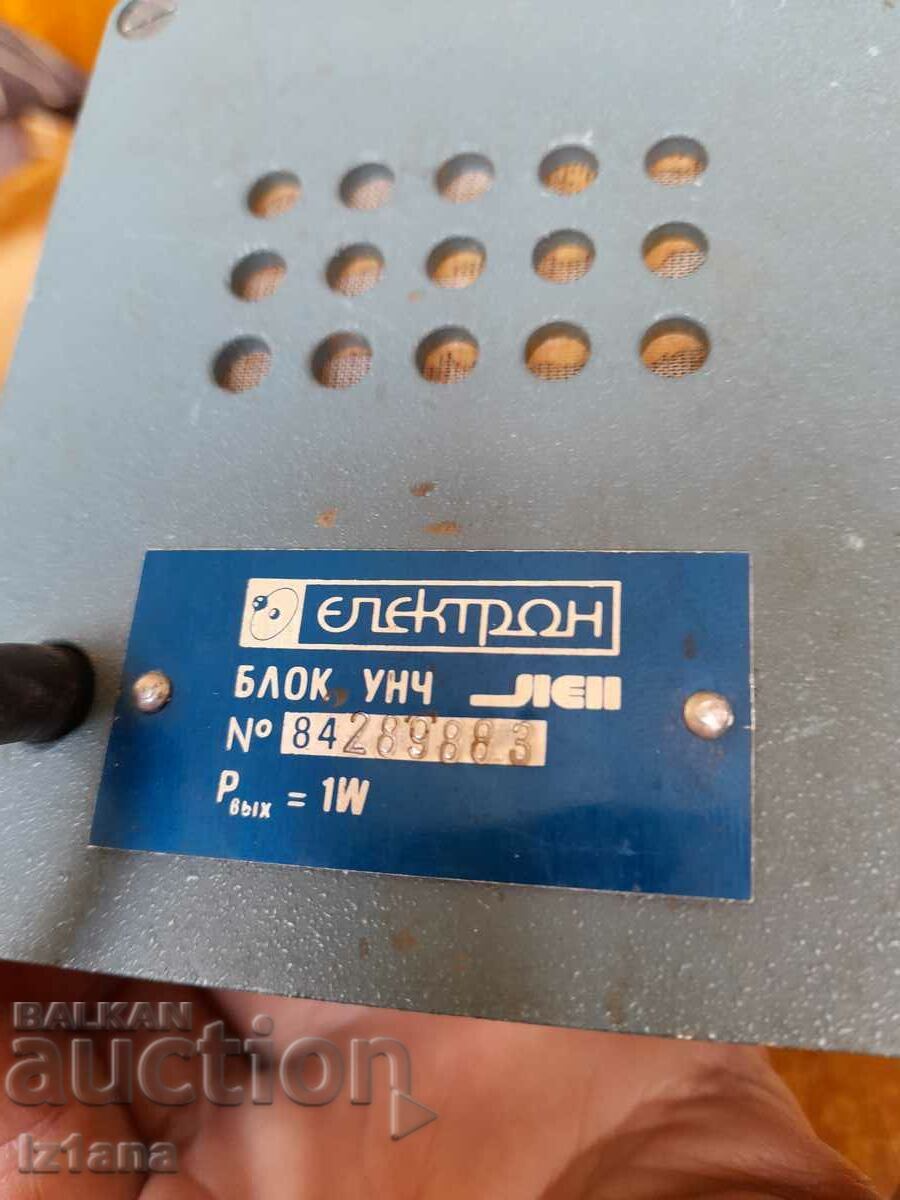 ЕЛЕКТРОН
БЛОК УНЧ ЛЕП
№ 84289883
Pвых = 1W
BALKAN
auction
Iz1ana